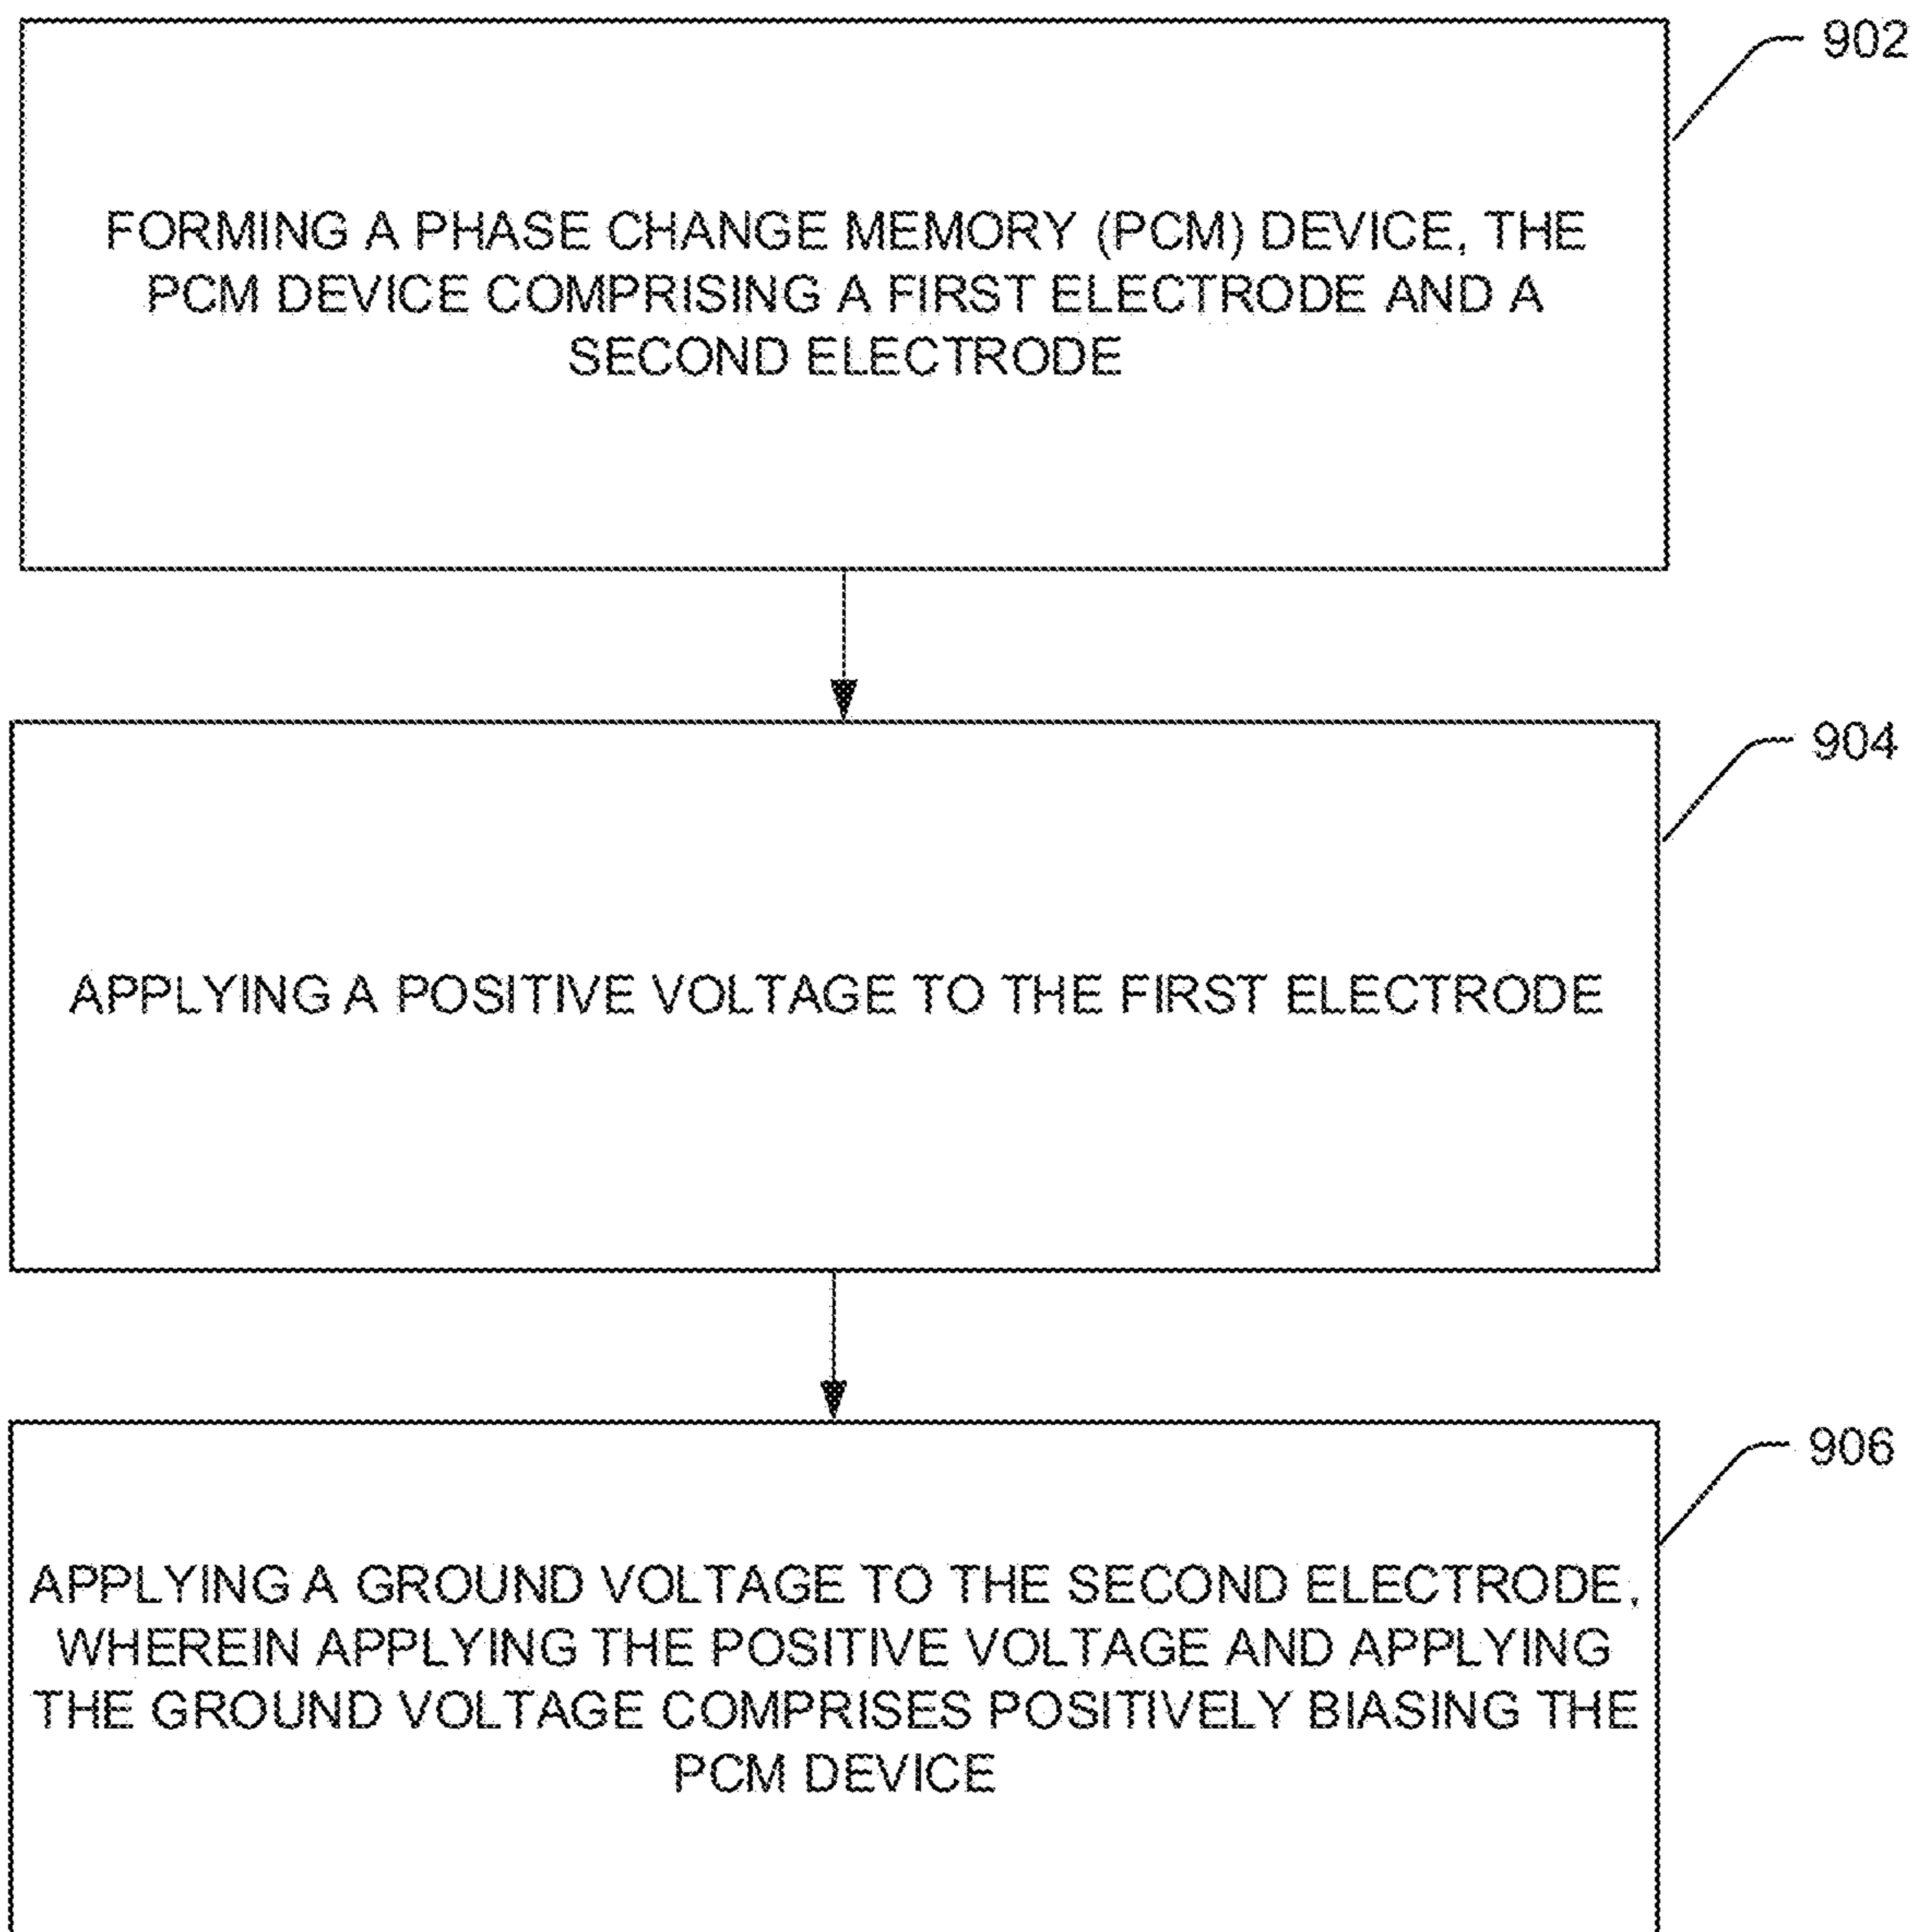 902
FORMING A PHASE CHANGE MEMORY (PCM) DEVICE, THE
PCM DEVICE COMPRISING A FIRST ELECTRODE AND A
SECOND ELECTRODE
904
APPLYING A POSITIVE VOLTAGE TO THE FIRST ELECTRODE
906
APPLYING A GROUND VOLTAGE TO THE SECOND ELECTRODE,
WHEREIN APPLYING THE POSITIVE VOLTAGE AND APPLYING
THE GROUND VOLTAGE COMPRISES POSITIVELY BIASING THE
PCM DEVICE